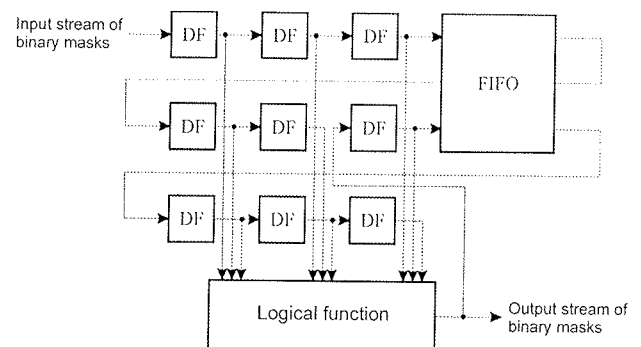 Input stream of
binary masks
DF
DF
DF
FIFO
DF
DF
DF
DF
DF
DF
Logical function
Output stream of
binary masks